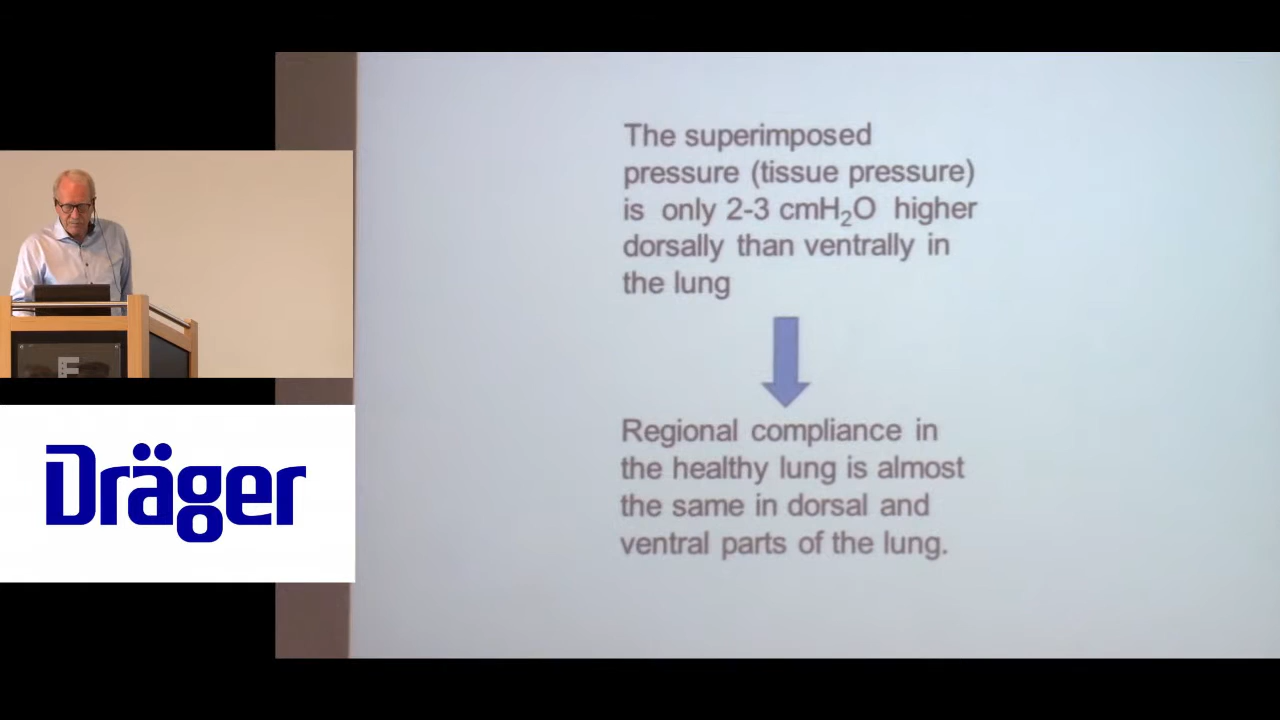 The superimposed
pressure (tissue pressure)
is only 2-3 cmH₂O higher
dorsally than ventrally in
the lung
Regional compliance in
the healthy lung is almost
the same in dorsal and
ventral parts of the lung.
Dräger